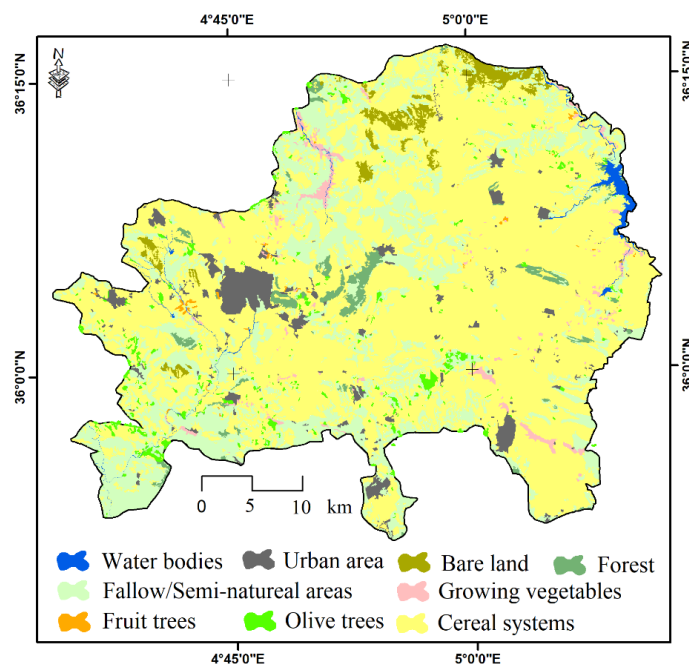 4°45'0"E 5°0'0"E
N
36°15'0"N 36°15'0"N
36°0'0"N 36°0'0"N
0 5 10 km
Water bodies Urban area Bare land Forest
Fallow/Semi-natureal areas Growing vegetables
Fruit trees Olive trees Cereal systems
4°45'0"E 5°0'0"E